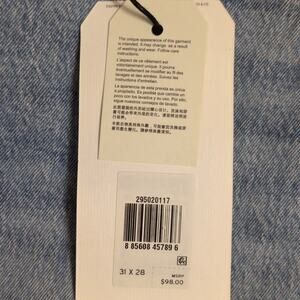 The unique appearance of this garment
is intended. It may change as a result
of washing and wear. Follow care
instructions.
L'aspect de ce vêtement est
volontairement unique. Il pourra
éventuellement se modifier au fil des
lavages et des années. Suivez les
instructions d'entretien.
La apariencia de esta prenda es única
a propósito. Es posible que cambie un
poco con los lavados y su uso. Por favor,
sigue nuestros consejos de lavado.
295020117
8 85608 45789 6
31 X 28
MSRP
$98.00